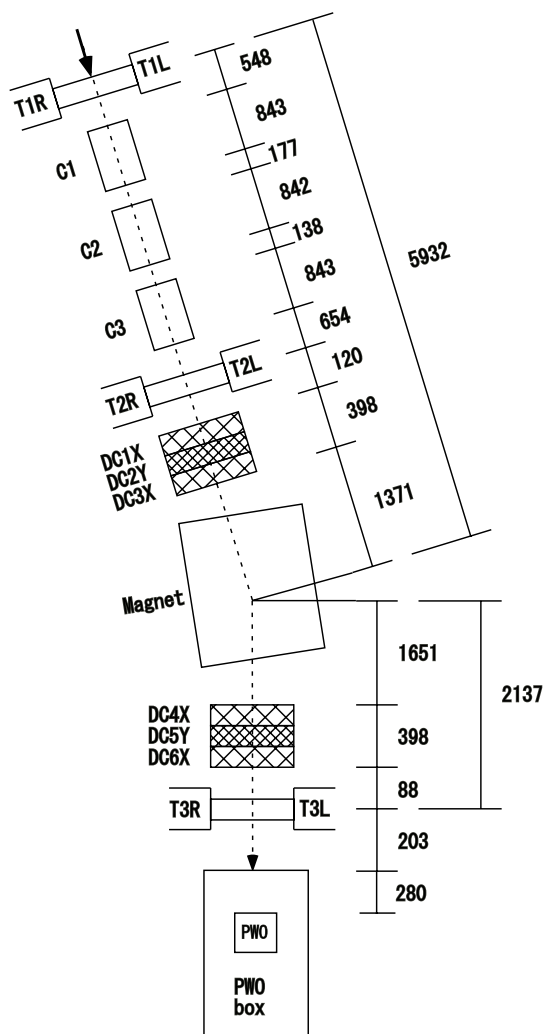 T1R
T1L
548
843
C1
177
842
C2
138
5932
843
C3
654
T2R
T2L
120
398
DC1X
DC2Y
DC3X
1371
Magnet
1651
2137
DC4X
DC5Y
DC6X
398
T3R
T3L
88
203
280
PWO
PWO
box